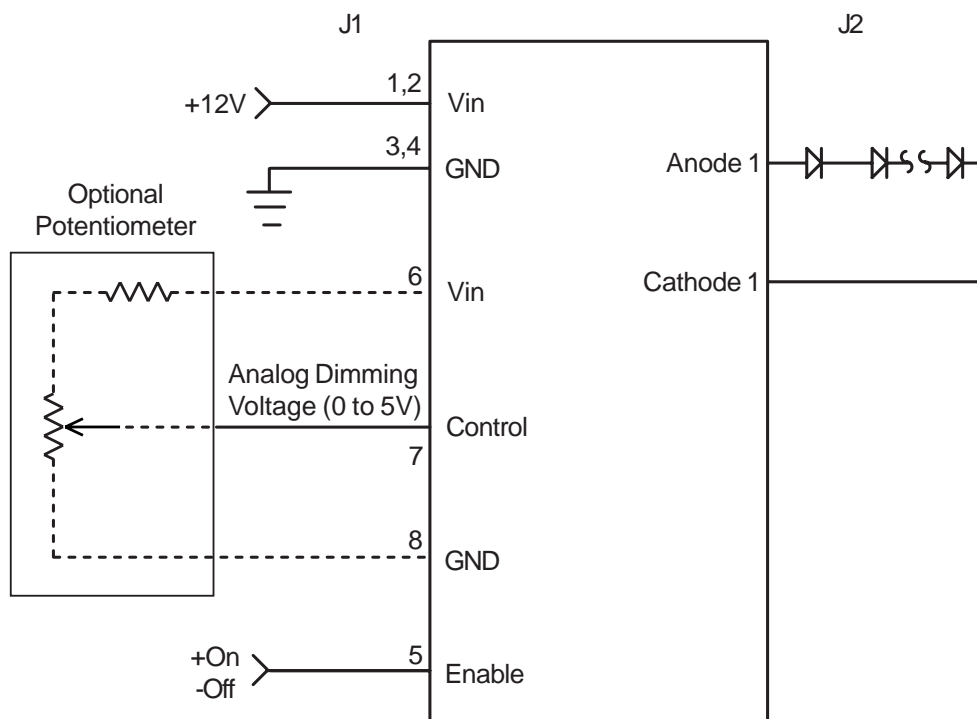 J1
J2
1,2
+12V
Vin
3,4
GND
Anode 1
Optional
Potentiometer
6
Vin
Cathode 1
Analog Dimming
Voltage (0 to 5V)
Control
7
8
GND
+On
-Off
5
Enable